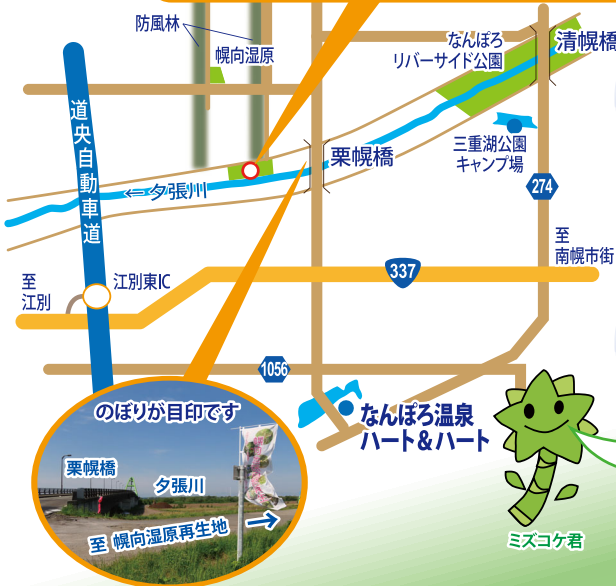 防風林
幌向湿原
なんぽろ
リバーサイド公園
清幌橋
道央自動車道
栗幌橋
三重湖公園
キャンプ場
←夕張川
274
至
南幌市街
337
至
江別
江別東IC
1056
のぼりが目印です
なんぽろ温泉
ハート&ハート
栗幌橋
夕張川
至 幌向湿原再生地 →
ミズコケ君